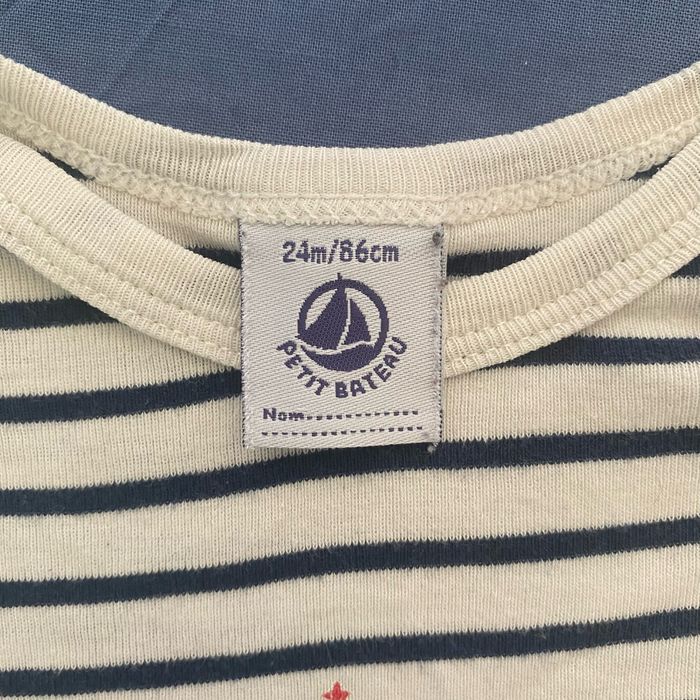 24m/86cm
PETIT BATEAU
Nom............
................